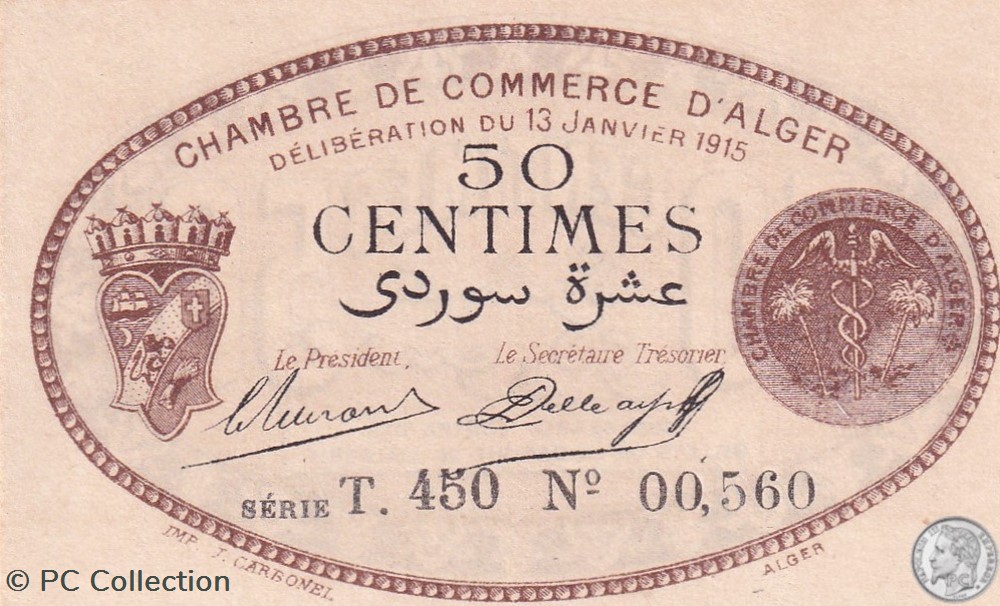 CHAMBRE DE COMMERCE D'ALGER
DÉLIBÉRATION DU 13 JANVIER 1915
50
CENTIMES
عشرة سوردى
CHAMBRE DE COMMERCE D'ALGER
Le Président,
Le Secrétaire Trésorier,
SÉRIE T. 450 Nº 00,560
IMP. J. CARBONEL
ALGER
© PC Collection